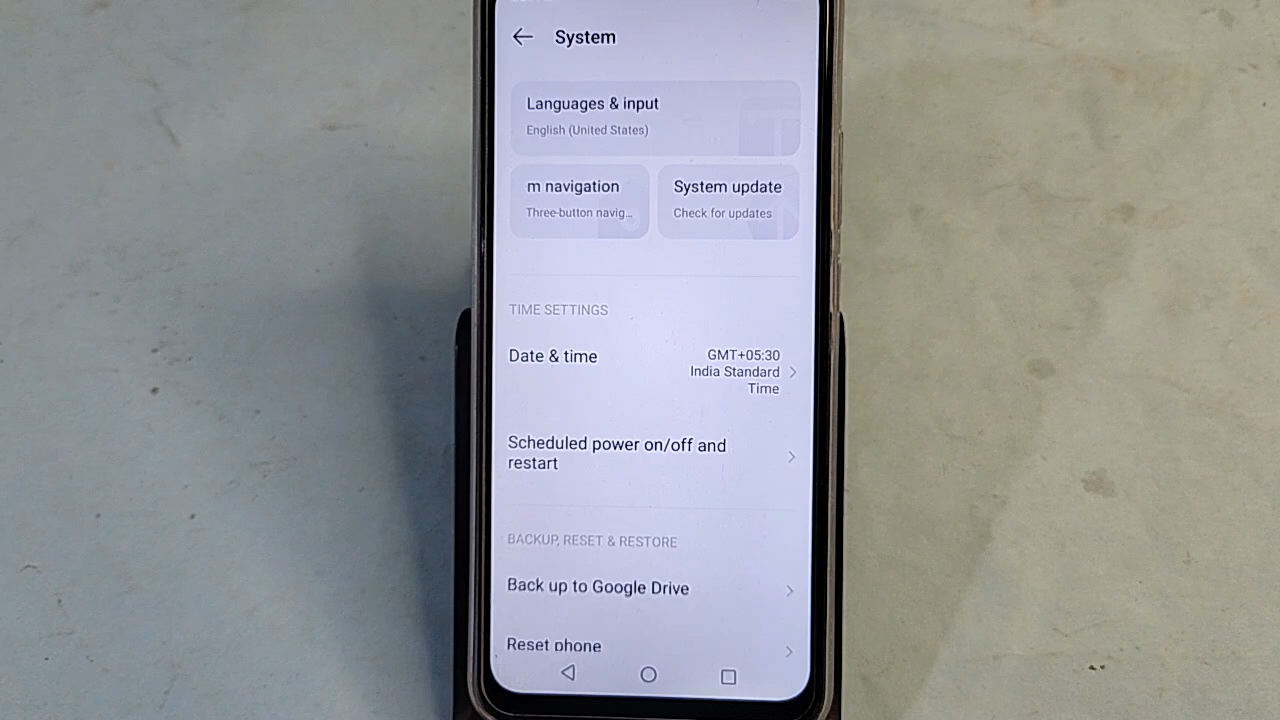 System
Languages & input
English (United States)
m navigation
System update
Three-button navig...
Check for updates
TIME SETTINGS
Date & time
GMT+05:30
India Standard
Time
Scheduled power on/off and
restart
BACKUP, RESET & RESTORE
Back up to Google Drive
Reset phone